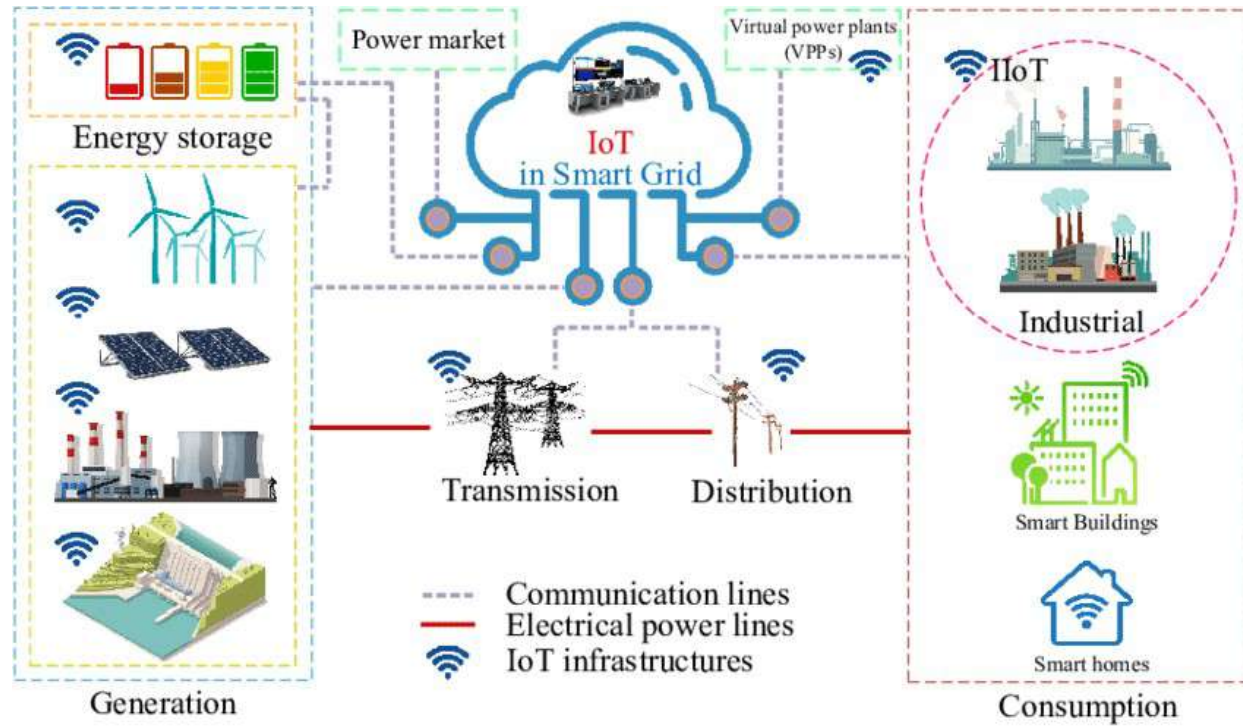 Power market
Virtual power plants
(VPPs)
IIoT
Energy storage
IoT
in Smart Grid
Industrial
Transmission
Distribution
Smart Buildings
Communication lines
Electrical power lines
IoT infrastructures
Smart homes
Generation
Consumption